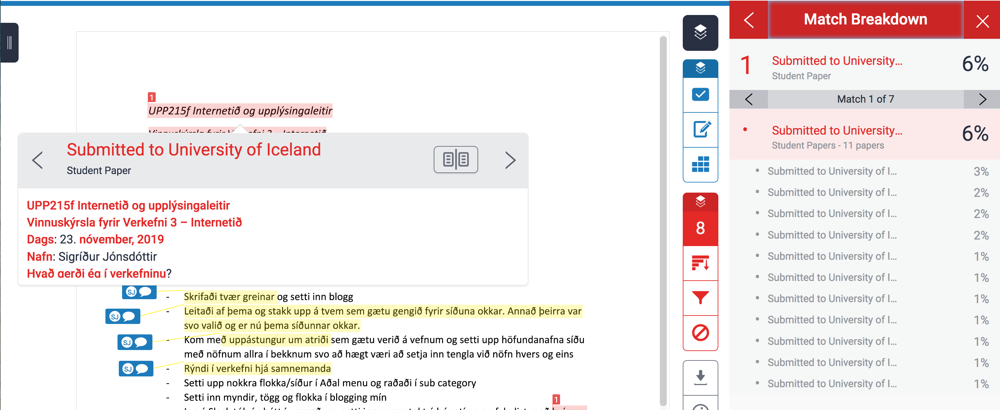 1
UPP215f Internetið og upplýsingaleitir
Submitted to University of Iceland
Student Paper
UPP215f Internetið og upplýsingaleitir
Vinnuskýrsla fyrir Verkefni 3 – Internetið
Dags: 23. nóvember, 2019
Nafn: Sigríður Jónsdóttir
Hvað gerði ég í verkefninu?
SJ
- Skrifaði tvær greinar og setti inn blogg
SJ
- Leitaði af þema og stakk upp á tvem sem gætu gengið fyrir síðuna okkar. Annað þeirra var
svo valið og er nú þema síðunnar okkar.
SJ
- Kom með uppástungur um atriði sem gætu verið á vefnum og setti upp höfundanafna síðu
með nöfnum allra í bekknum svo að hægt væri að setja inn tengla við nöfn hvers og eins
SJ
- Rýndi í verkefni hjá samnemanda
- Setti upp nokkra flokka/síður í Aðal menu og raðaði í sub category
- Setti inn myndir, tögg og flokka í blogging mín
1
8
Match Breakdown
1 Submitted to University... 6%
Student Paper
Match 1 of 7
• Submitted to University... 6%
Student Papers - 11 papers
• Submitted to University of I... 3%
• Submitted to University of I... 2%
• Submitted to University of I... 2%
• Submitted to University of I... 2%
• Submitted to University of I... 1%
• Submitted to University of I... 1%
• Submitted to University of I... 1%
• Submitted to University of I... 1%
• Submitted to University of I... 1%
• Submitted to University of I... 1%
• Submitted to University of I... 1%